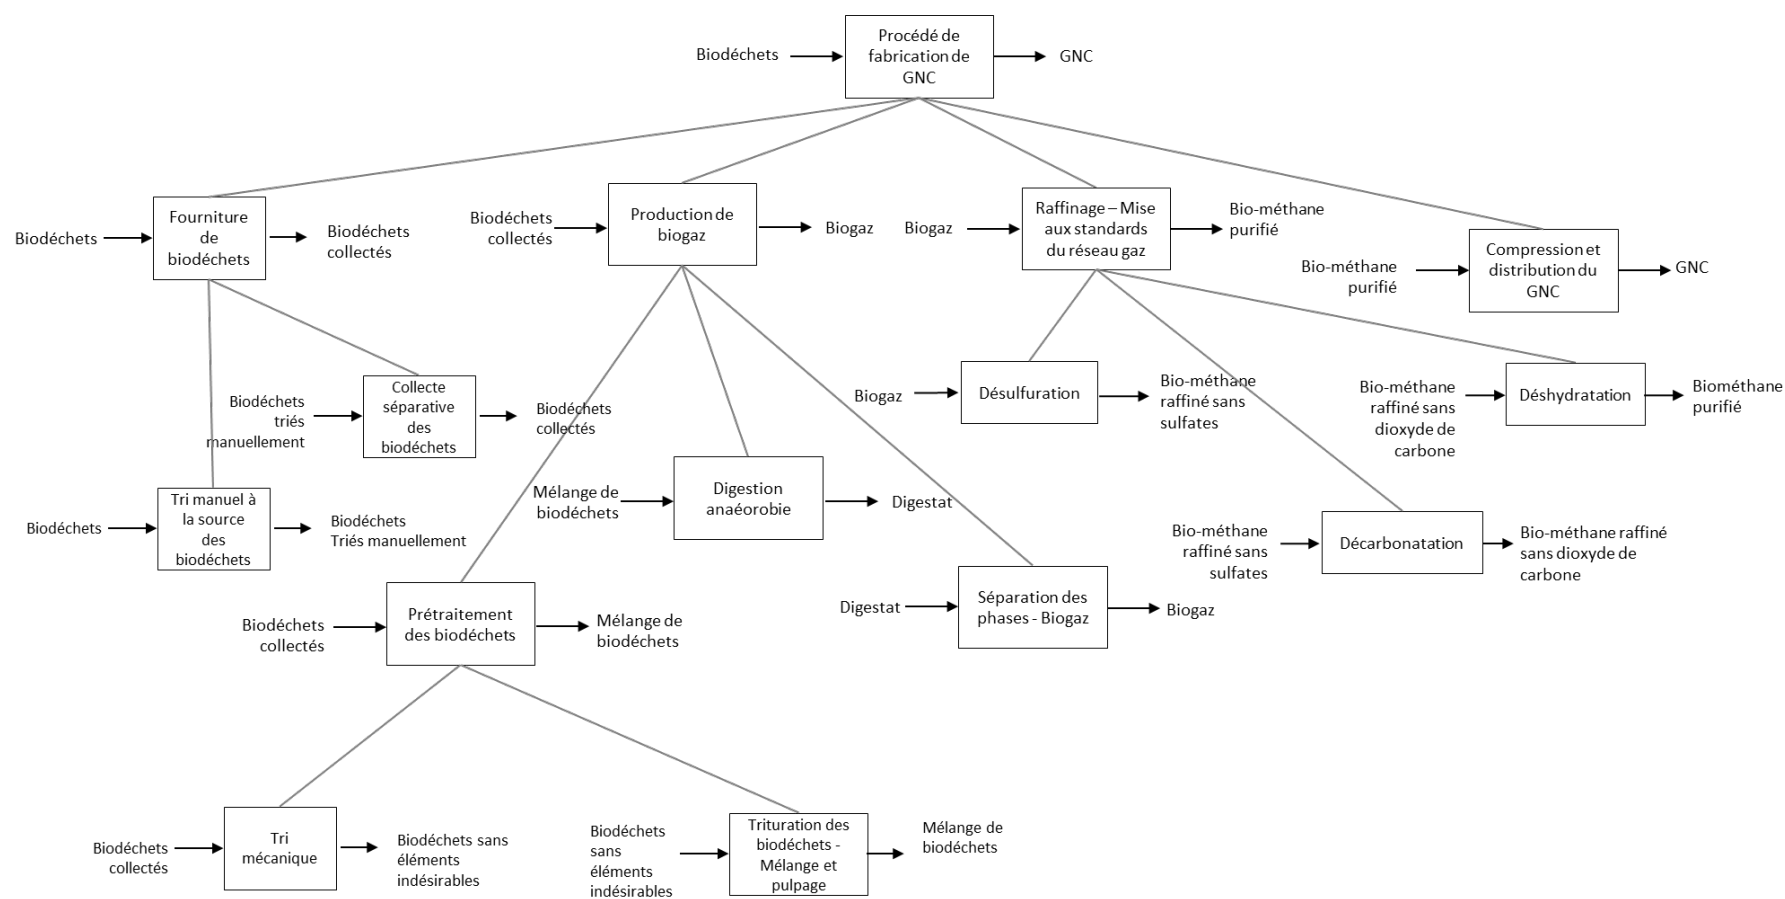 Biodéchets
Procédé de
fabrication de
GNC
GNC
Biodéchets
Fourniture
de
biodéchets
Biodéchets
collectés
Biodéchets
collectés
Production de
biogaz
Biogaz
Biogaz
Raffinage – Mise
aux standards
du réseau gaz
Bio-méthane
purifié
Bio-méthane
purifié
Compression et
distribution du
GNC
GNC
Biodéchets
triés
manuellement
Collecte
séparative
des
biodéchets
Biodéchets
collectés
Biogaz
Désulfuration
Bio-méthane
raffiné sans
sulfates
Bio-méthane
raffiné sans
dioxyde de
carbone
Déshydratation
Biométhane
purifié
Biodéchets
Tri manuel à
la source
des
biodéchets
Biodéchets
Triés manuellement
Mélange de
biodéchets
Digestion
anaéorobie
Digestat
Bio-méthane
raffiné sans
sulfates
Décarbonatation
Bio-méthane raffiné
sans dioxyde de
carbone
Biodéchets
collectés
Prétraitement
des biodéchets
Mélange de
biodéchets
Digestat
Séparation des
phases - Biogaz
Biogaz
Biodéchets
collectés
Tri
mécanique
Biodéchets sans
éléments
indésirables
Biodéchets
sans
éléments
indésirables
Trituration des
biodéchets -
Mélange et
pulpage
Mélange de
biodéchets